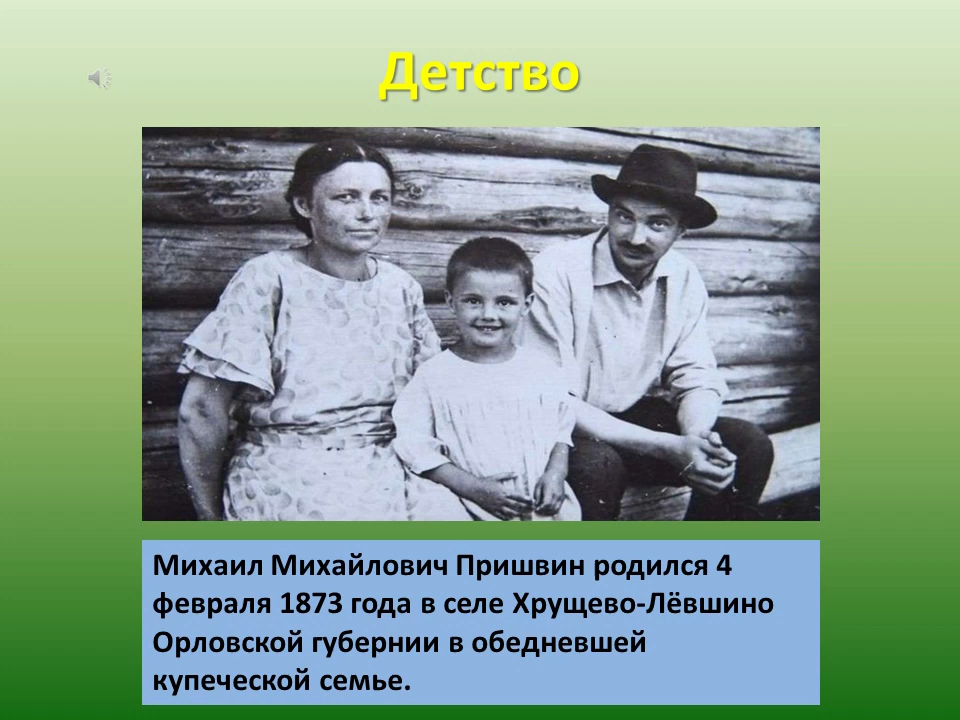 Детство
Михаил Михайлович Пришвин родился 4
февраля 1873 года в селе Хрущево-Лёвшино
Орловской губернии в обедневшей
купеческой семье.